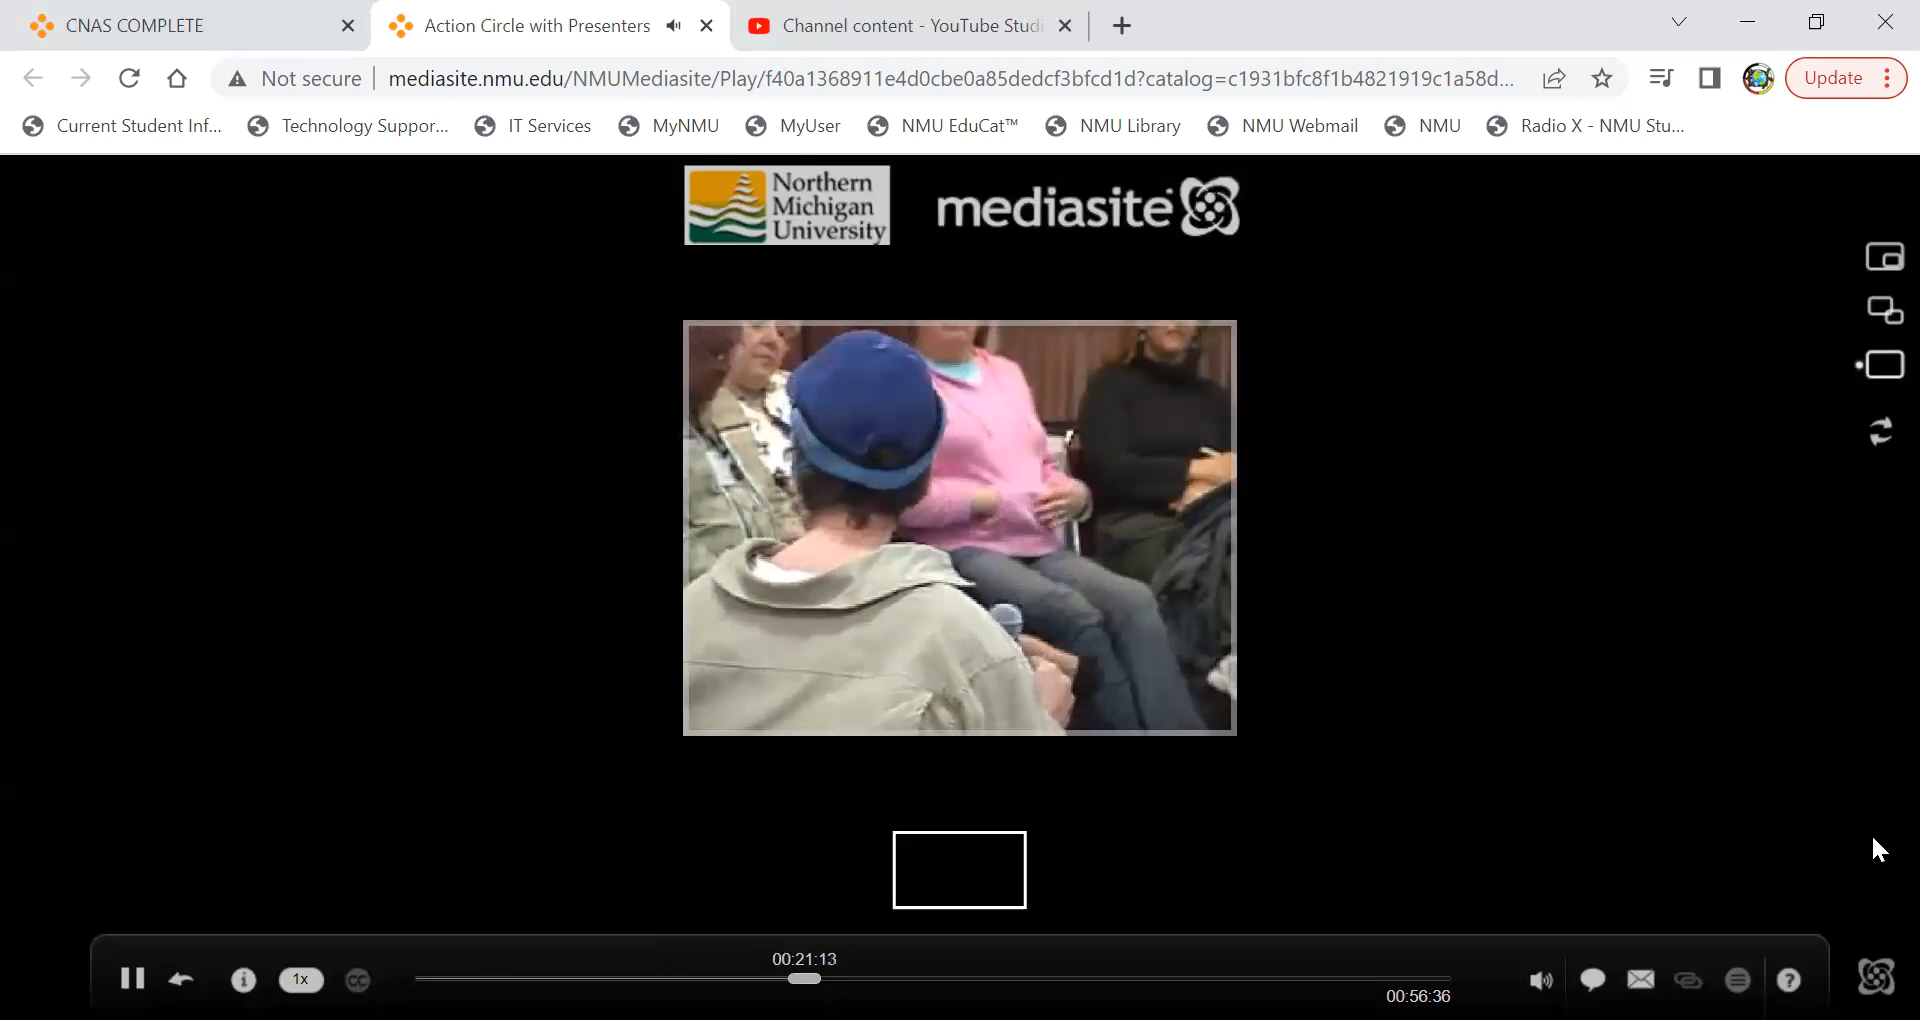 CNAS COMPLETE
Action Circle with Presenters
Channel content - YouTube Studi
Not secure
mediasite.nmu.edu/NMUMediasite/Play/f40a1368911e4d0cbe0a85dedcf3bfcd1d?catalog=c1931bfc8f1b4821919c1a58d...
Update
Current Student Inf...
Technology Suppor...
IT Services
MyNMU
MyUser
NMU EduCat™
NMU Library
NMU Webmail
NMU
Radio X - NMU Stu...
Northern
Michigan
University
mediasite
00:21:13
1x
CC
00:56:36